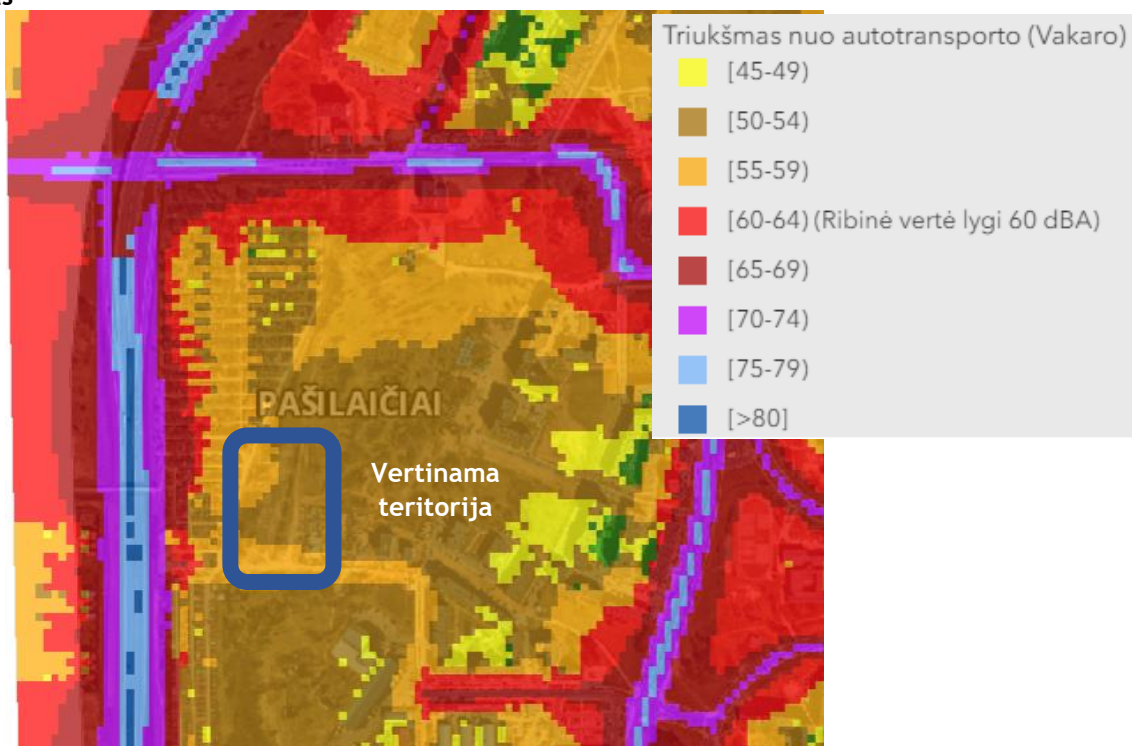 Triukšmas nuo autotransporto (Vakaro)
[45-49)
[50-54)
[55-59)
[60-64) (Ribinė vertė lygi 60 dBA)
[65-69)
[70-74)
[75-79)
[>80]
PAŠILAIČIAI
Vertinama
teritorija